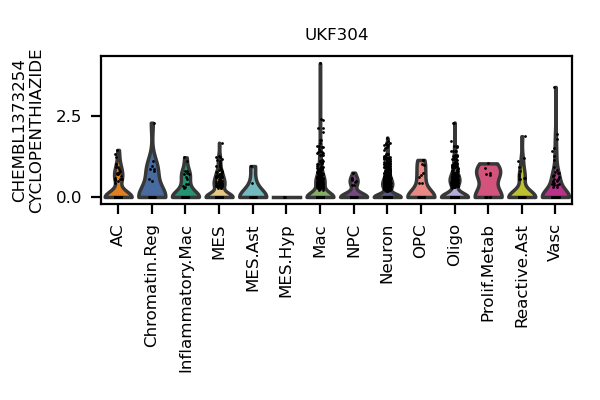 UKF304
CHEMBL1373254
CYCLOPENTHIAZIDE
2.5
0.0
AC
Chromatin.Reg
Inflammatory.Mac
MES
MES.Ast
MES.Hyp
Mac
NPC
Neuron
OPC
Oligo
Prolif.Metab
Reactive.Ast
Vasc